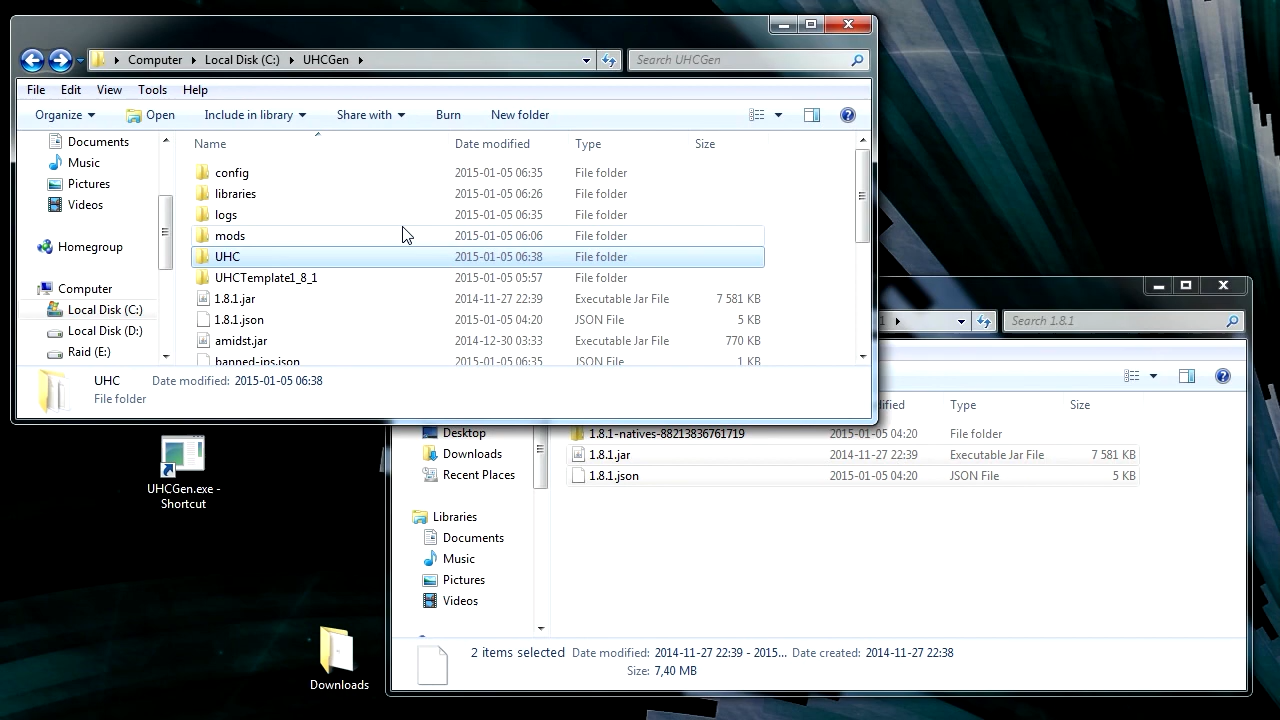 Computer ▸ Local Disk (C:) ▸ UHCGen ▸
Search UHCGen
File Edit View Tools Help
Organize Open Include in library Share with Burn New folder
Name Date modified Type Size
Documents
Music
Pictures
Videos
Homegroup
Computer
Local Disk (C:)
Local Disk (D:)
Raid (E:)
config 2015-01-05 06:35 File folder
libraries 2015-01-05 06:26 File folder
logs 2015-01-05 06:35 File folder
mods 2015-01-05 06:06 File folder
UHC 2015-01-05 06:38 File folder
UHCTemplate1_8_1 2015-01-05 05:57 File folder
1.8.1.jar 2014-11-27 22:39 Executable Jar File 7 581 KB
1.8.1.json 2015-01-05 04:20 JSON File 5 KB
amidst.jar 2014-12-30 03:33 Executable Jar File 770 KB
banned-ips.json 2015-01-05 06:35 JSON File 1 KB
UHC Date modified: 2015-01-05 06:38
File folder
Search 1.8.1
Type Size
Desktop
Downloads
Recent Places
Libraries
Documents
Music
Pictures
Videos
1.8.1-natives-88213836761719 2015-01-05 04:20 File folder
1.8.1.jar 2014-11-27 22:39 Executable Jar File 7 581 KB
1.8.1.json 2015-01-05 04:20 JSON File 5 KB
2 items selected Date modified: 2014-11-27 22:39 - 2015... Date created: 2014-11-27 22:38
Size: 7,40 MB
UHCGen.exe -
Shortcut
Downloads